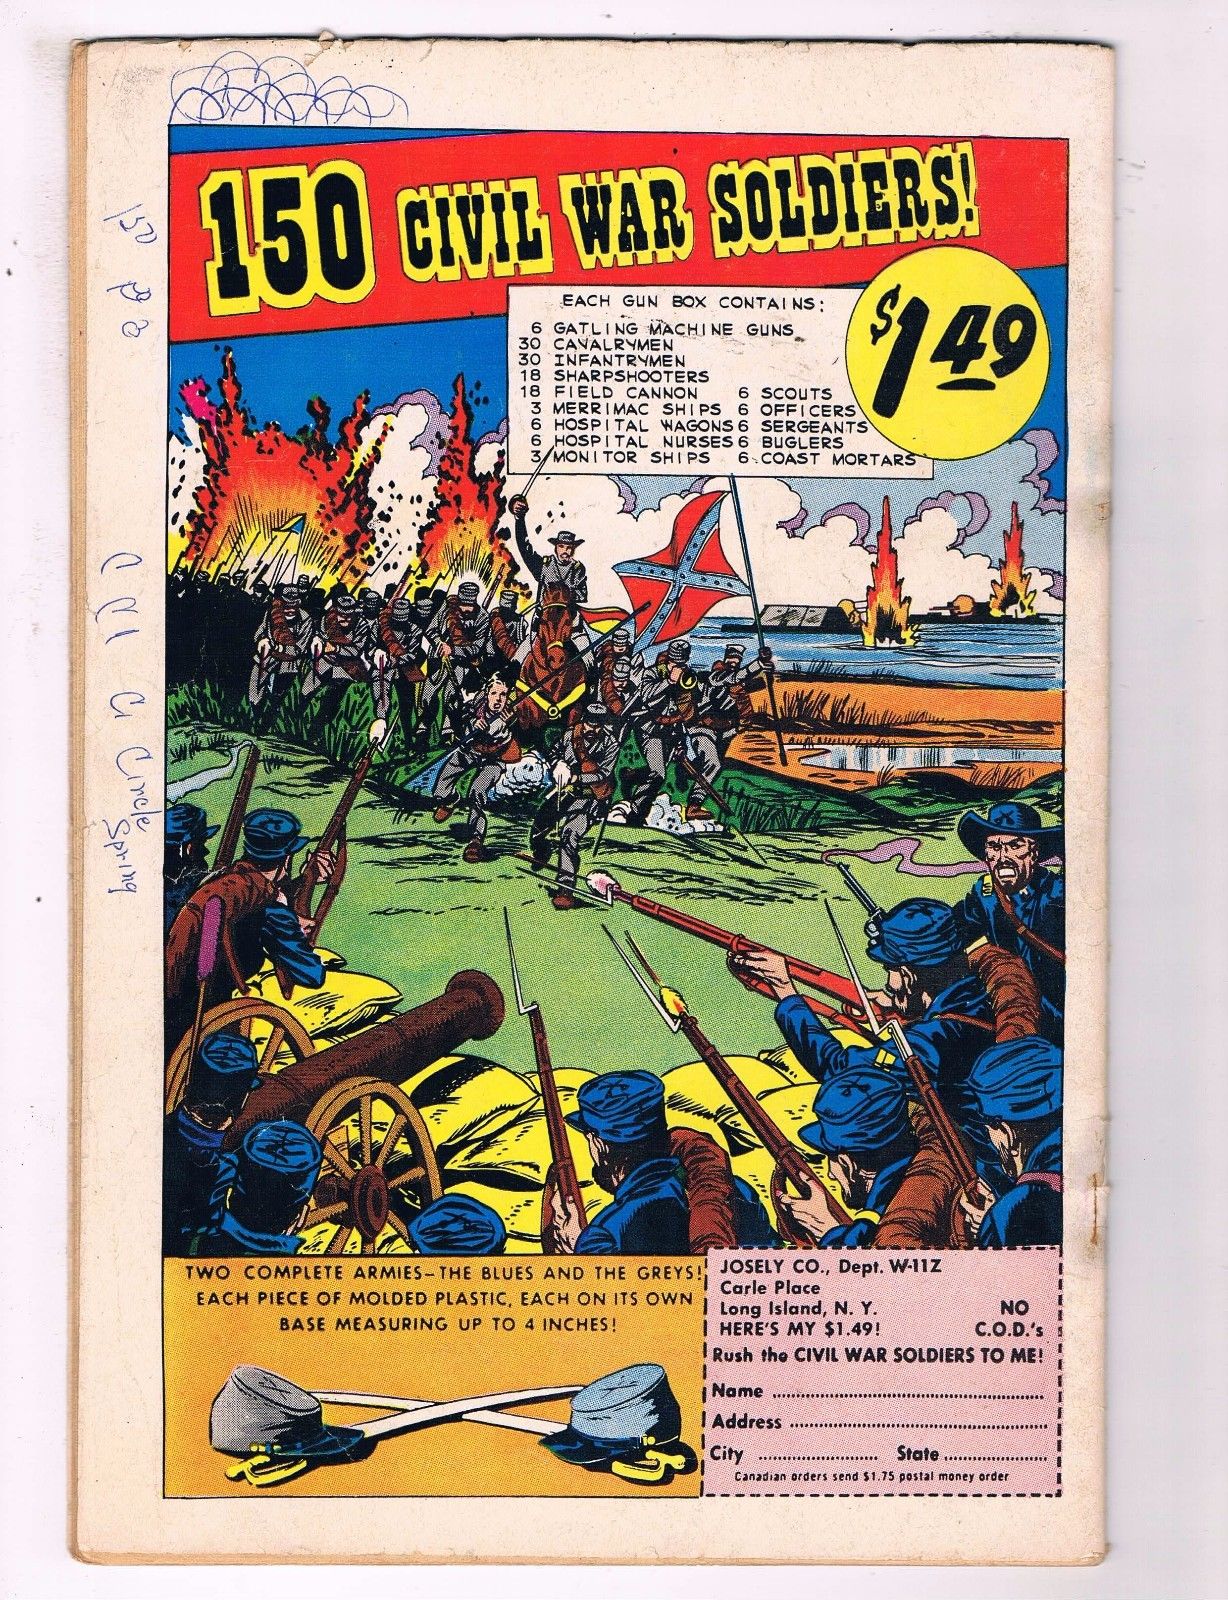 150 CIVIL WAR SOLDIERS!
EACH GUN BOX CONTAINS:
$1.49
6 GATLING MACHINE GUNS
30 CAVALRYMEN
30 INFANTRYMEN
18 SHARPSHOOTERS
18 FIELD CANNON 6 SCOUTS
3 MERRIMAC SHIPS 6 OFFICERS
6 HOSPITAL WAGONS 6 SERGEANTS
6 HOSPITAL NURSES 6 BUGLERS
3 MONITOR SHIPS 6 COAST MORTARS
150
Circle
Spring
TWO COMPLETE ARMIES—THE BLUES AND THE GREYS!
EACH PIECE OF MOLDED PLASTIC, EACH ON ITS OWN
BASE MEASURING UP TO 4 INCHES!
JOSELY CO., Dept. W-11Z
Carle Place
Long Island, N. Y. NO
HERE'S MY $1.49! C.O.D.'s
Rush the CIVIL WAR SOLDIERS TO ME!
Name
Address
City State
Canadian orders send $1.75 postal money order